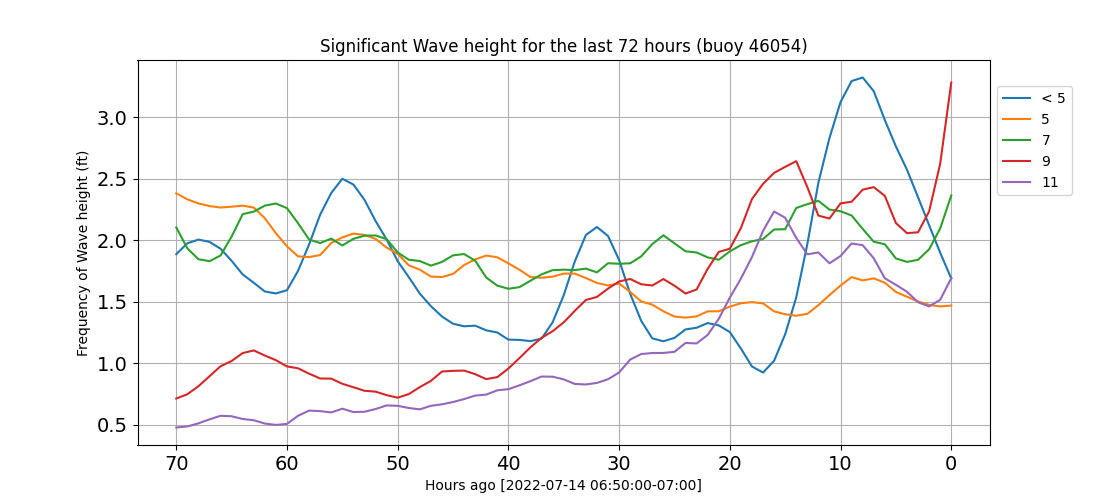 Significant Wave height for the last 72 hours (buoy 46054)
Frequency of Wave height (ft)
3.0
2.5
2.0
1.5
1.0
0.5
70 60 50 40 30 20 10 0
Hours ago [2022-07-14 06:50:00-07:00]
< 5
5
7
9
11